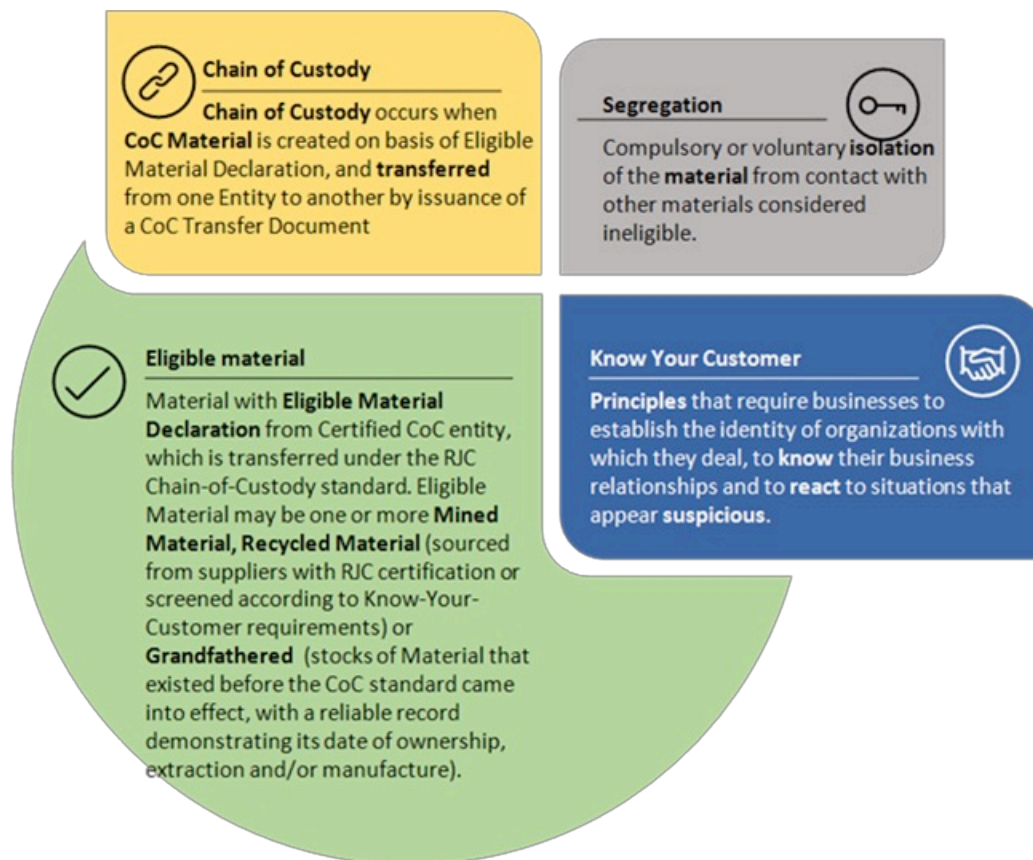 Chain of Custody
Chain of Custody occurs when
CoC Material is created on basis of Eligible
Material Declaration, and transferred
from one Entity to another by issuance of
a CoC Transfer Document
Segregation
Compulsory or voluntary isolation
of the material from contact with
other materials considered
ineligible.
Eligible material
Material with Eligible Material
Declaration from Certified CoC entity,
which is transferred under the RJC
Chain-of-Custody standard. Eligible
Material may be one or more Mined
Material, Recycled Material (sourced
from suppliers with RJC certification or
screened according to Know-Your-
Customer requirements) or
Grandfathered (stocks of Material that
existed before the CoC standard came
into effect, with a reliable record
demonstrating its date of ownership,
extraction and/or manufacture).
Know Your Customer
Principles that require businesses to
establish the identity of organizations with
which they deal, to know their business
relationships and to react to situations that
appear suspicious.